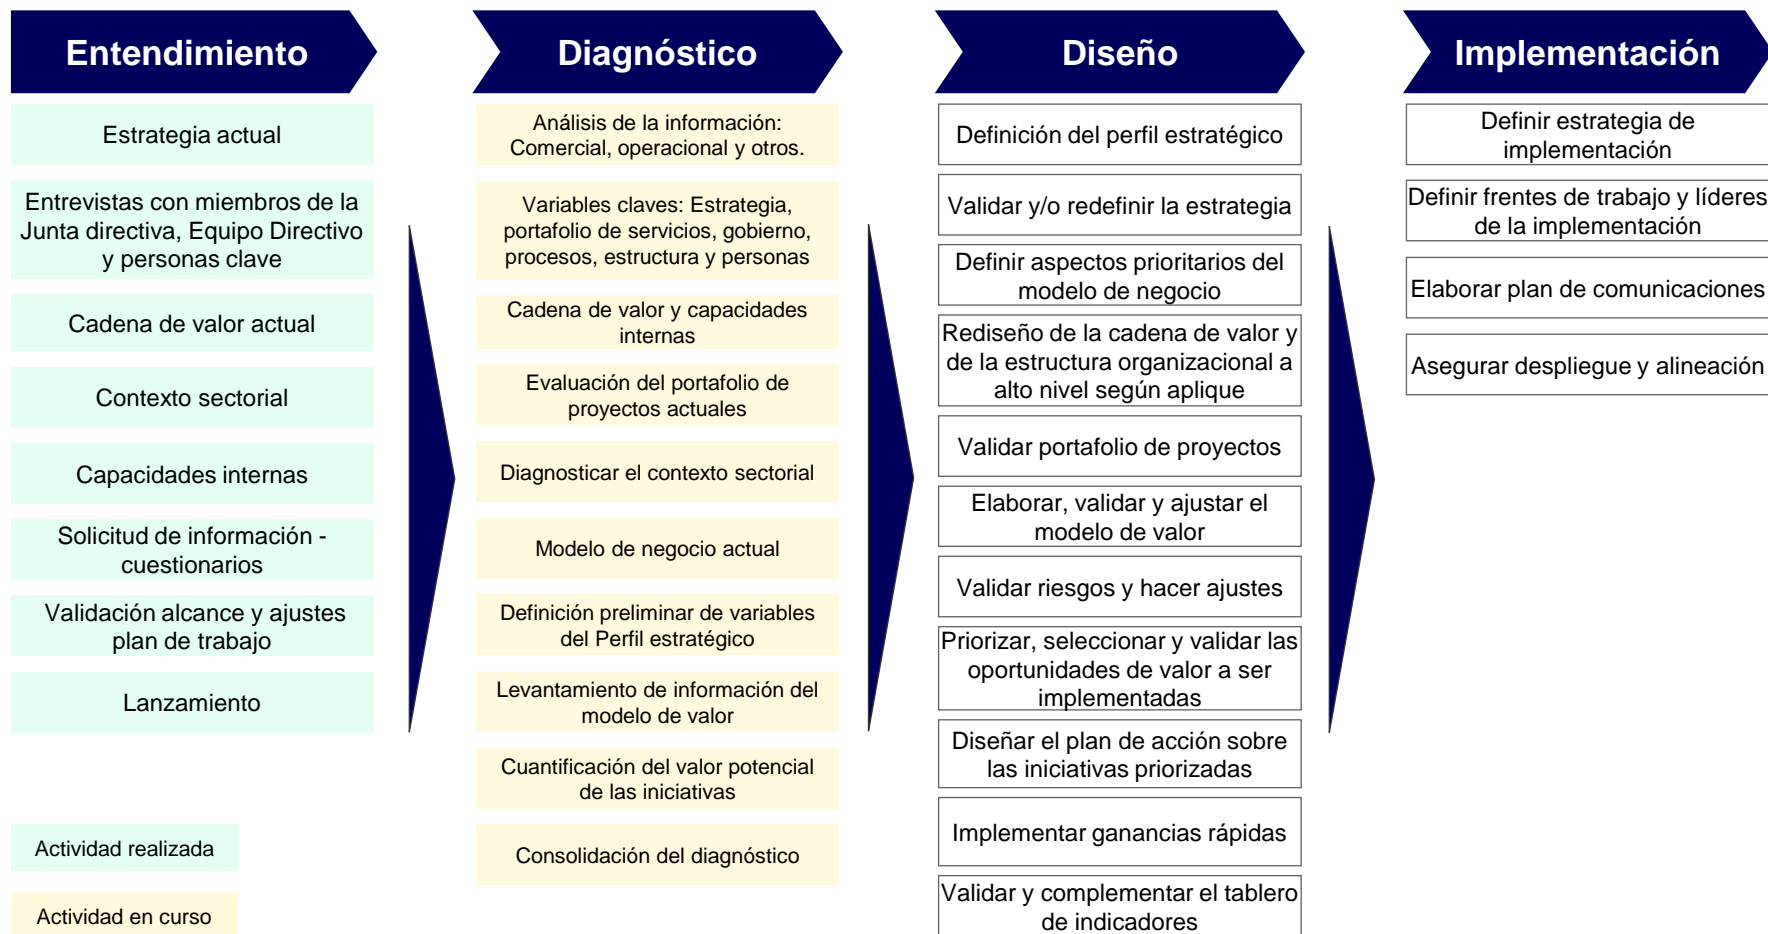 Entendimiento
Estrategia actual
Entrevistas con miembros de la
Junta directiva, Equipo Directivo
y personas clave
Cadena de valor actual
Contexto sectorial
Capacidades internas
Solicitud de información -
cuestionarios
Validación alcance y ajustes
plan de trabajo
Lanzamiento
Actividad realizada
Actividad en curso
Diagnóstico
Análisis de la información:
Comercial, operacional y otros.
Variables claves: Estrategia,
portafolio de servicios, gobierno,
procesos, estructura y personas
Cadena de valor y capacidades
internas
Evaluación del portafolio de
proyectos actuales
Diagnosticar el contexto sectorial
Modelo de negocio actual
Definición preliminar de variables
del Perfil estratégico
Levantamiento de información del
modelo de valor
Cuantificación del valor potencial
de las iniciativas
Consolidación del diagnóstico
Diseño
Definición del perfil estratégico
Validar y/o redefinir la estrategia
Definir aspectos prioritarios del
modelo de negocio
Rediseño de la cadena de valor y
de la estructura organizacional a
alto nivel según aplique
Validar portafolio de proyectos
Elaborar, validar y ajustar el
modelo de valor
Validar riesgos y hacer ajustes
Priorizar, seleccionar y validar las
oportunidades de valor a ser
implementadas
Diseñar el plan de acción sobre
las iniciativas priorizadas
Implementar ganancias rápidas
Validar y complementar el tablero
de indicadores
Implementación
Definir estrategia de
implementación
Definir frentes de trabajo y líderes
de la implementación
Elaborar plan de comunicaciones
Asegurar despliegue y alineación